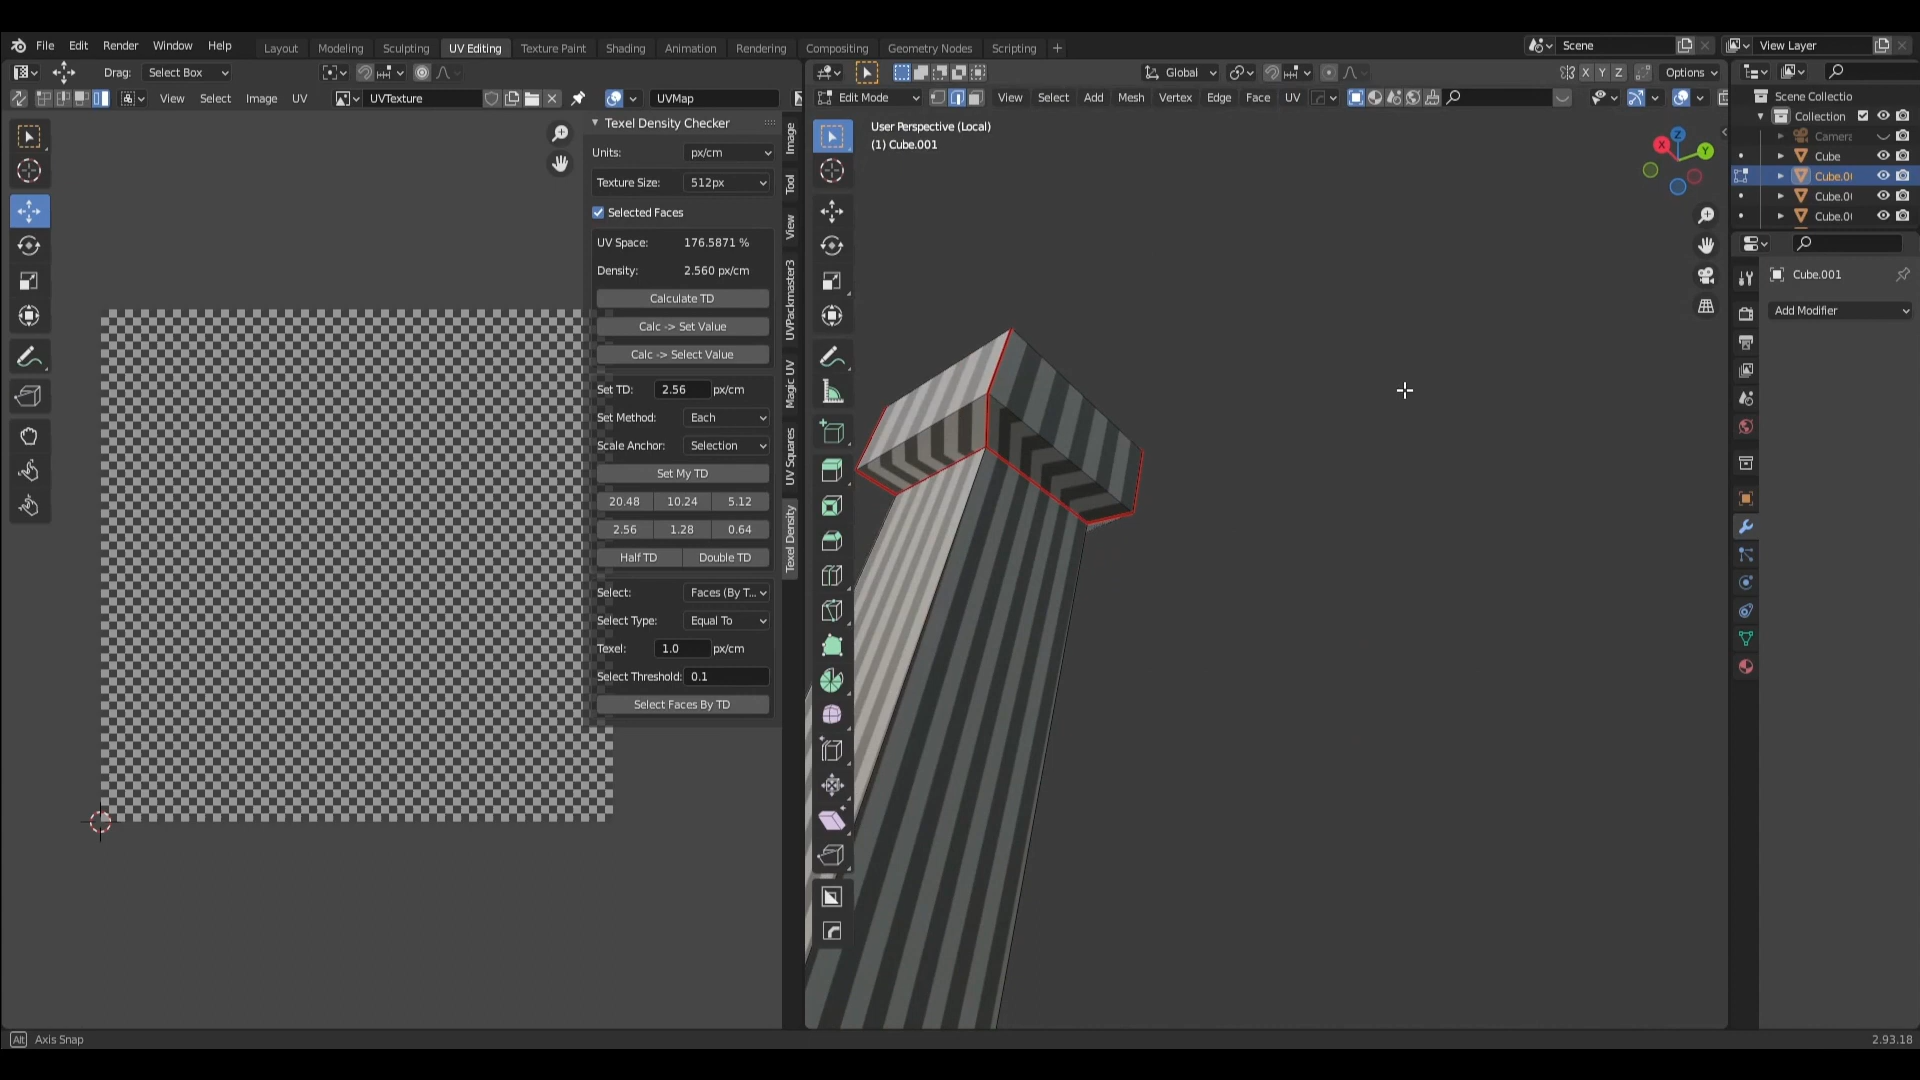 File Edit Render Window Help Layout Modeling Sculpting UV Editing Texture Paint Shading Animation Rendering Compositing Geometry Nodes Scripting + Scene View Layer
Drag: Select Box Global X Y Z Options
View Select Image UV UVTexture UVMap Edit Mode View Select Add Mesh Vertex Edge Face UV
Texel Density Checker
Units: px/cm
Texture Size: 512px
Selected Faces
UV Space: 176.5871 %
Density: 2.560 px/cm
Calculate TD
Calc -> Set Value
Calc -> Select Value
Set TD: 2.56 px/cm
Set Method: Each
Scale Anchor: Selection
Set My TD
20.48 10.24 5.12
2.56 1.28 0.64
Half TD Double TD
Select: Faces (By T...
Select Type: Equal To
Texel: 1.0 px/cm
Select Threshold: 0.1
Select Faces By TD
Image
Tool
View
UVPackmaster3
Magic UV
UV Squares
Texel Density
User Perspective (Local)
(1) Cube.001
X Y Z
Scene Collectio
Collection
Camera
Cube
Cube.0
Cube.0
Cube.0
Cube.001
Add Modifier
Alt Axis Snap
2.93.18